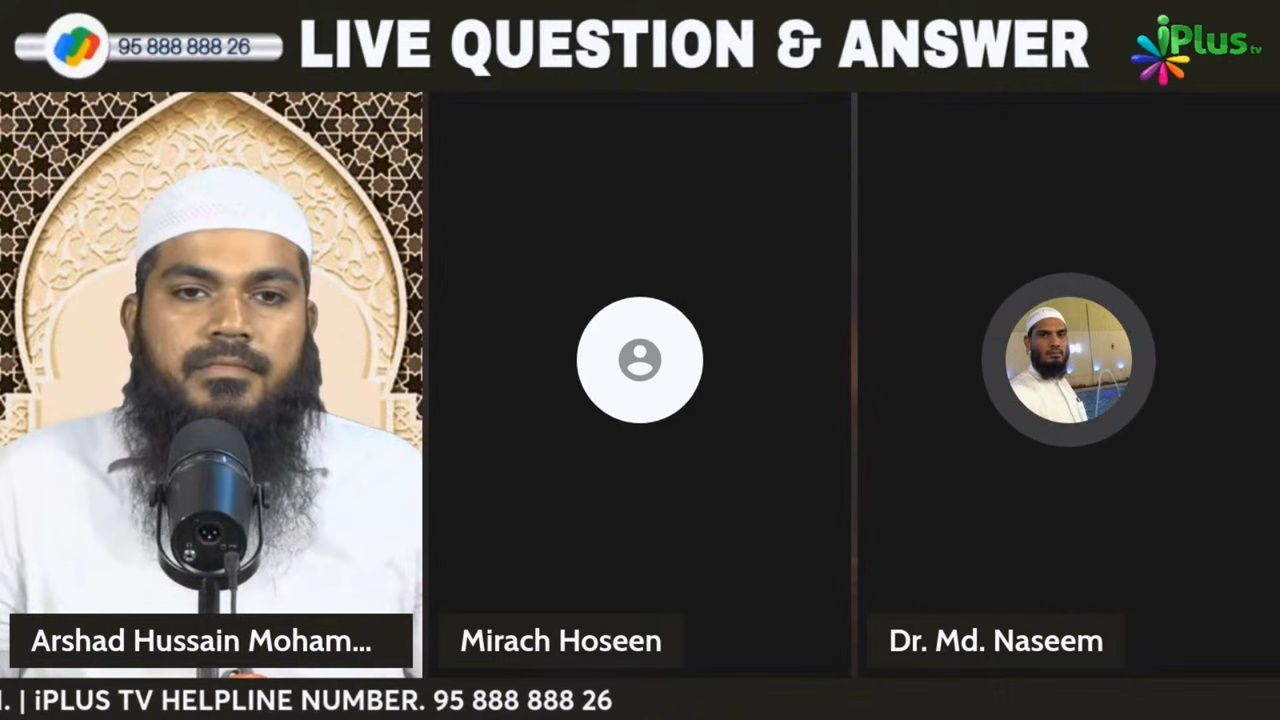 95 888 888 26
LIVE QUESTION & ANSWER
iPlus tv
Arshad Hussain Moham...
Mirach Hoseen
Dr. Md. Naseem
. | iPLUS TV HELPLINE NUMBER. 95 888 888 26